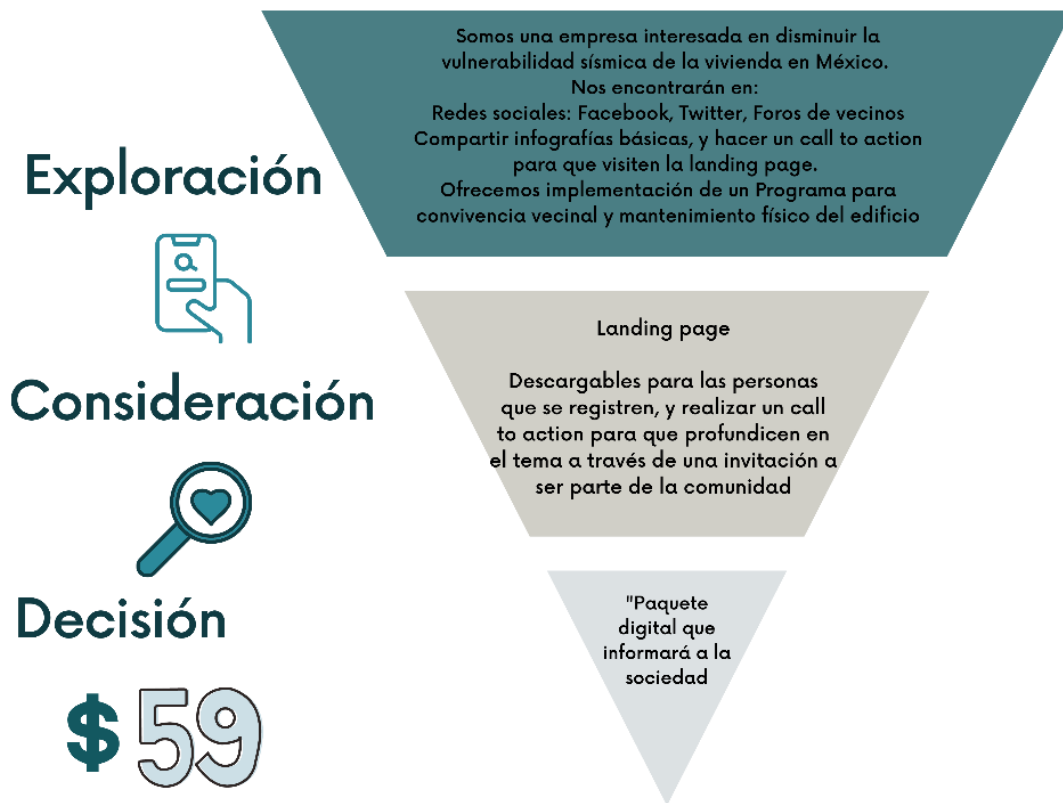 Somos una empresa interesada en disminuir la
vulnerabilidad sísmica de la vivienda en México.
Nos encontrarán en:
Redes sociales: Facebook, Twitter, Foros de vecinos
Compartir infografías básicas, y hacer un call to action
para que visiten la landing page.
Ofrecemos implementación de un Programa para
convivencia vecinal y mantenimiento físico del edificio
Exploración
Landing page
Descargables para las personas
que se registren, y realizar un call
to action para que profundicen en
el tema a través de una invitación a
ser parte de la comunidad
Consideración
Decisión
"Paquete
digital que
informará a la
sociedad
$ 59